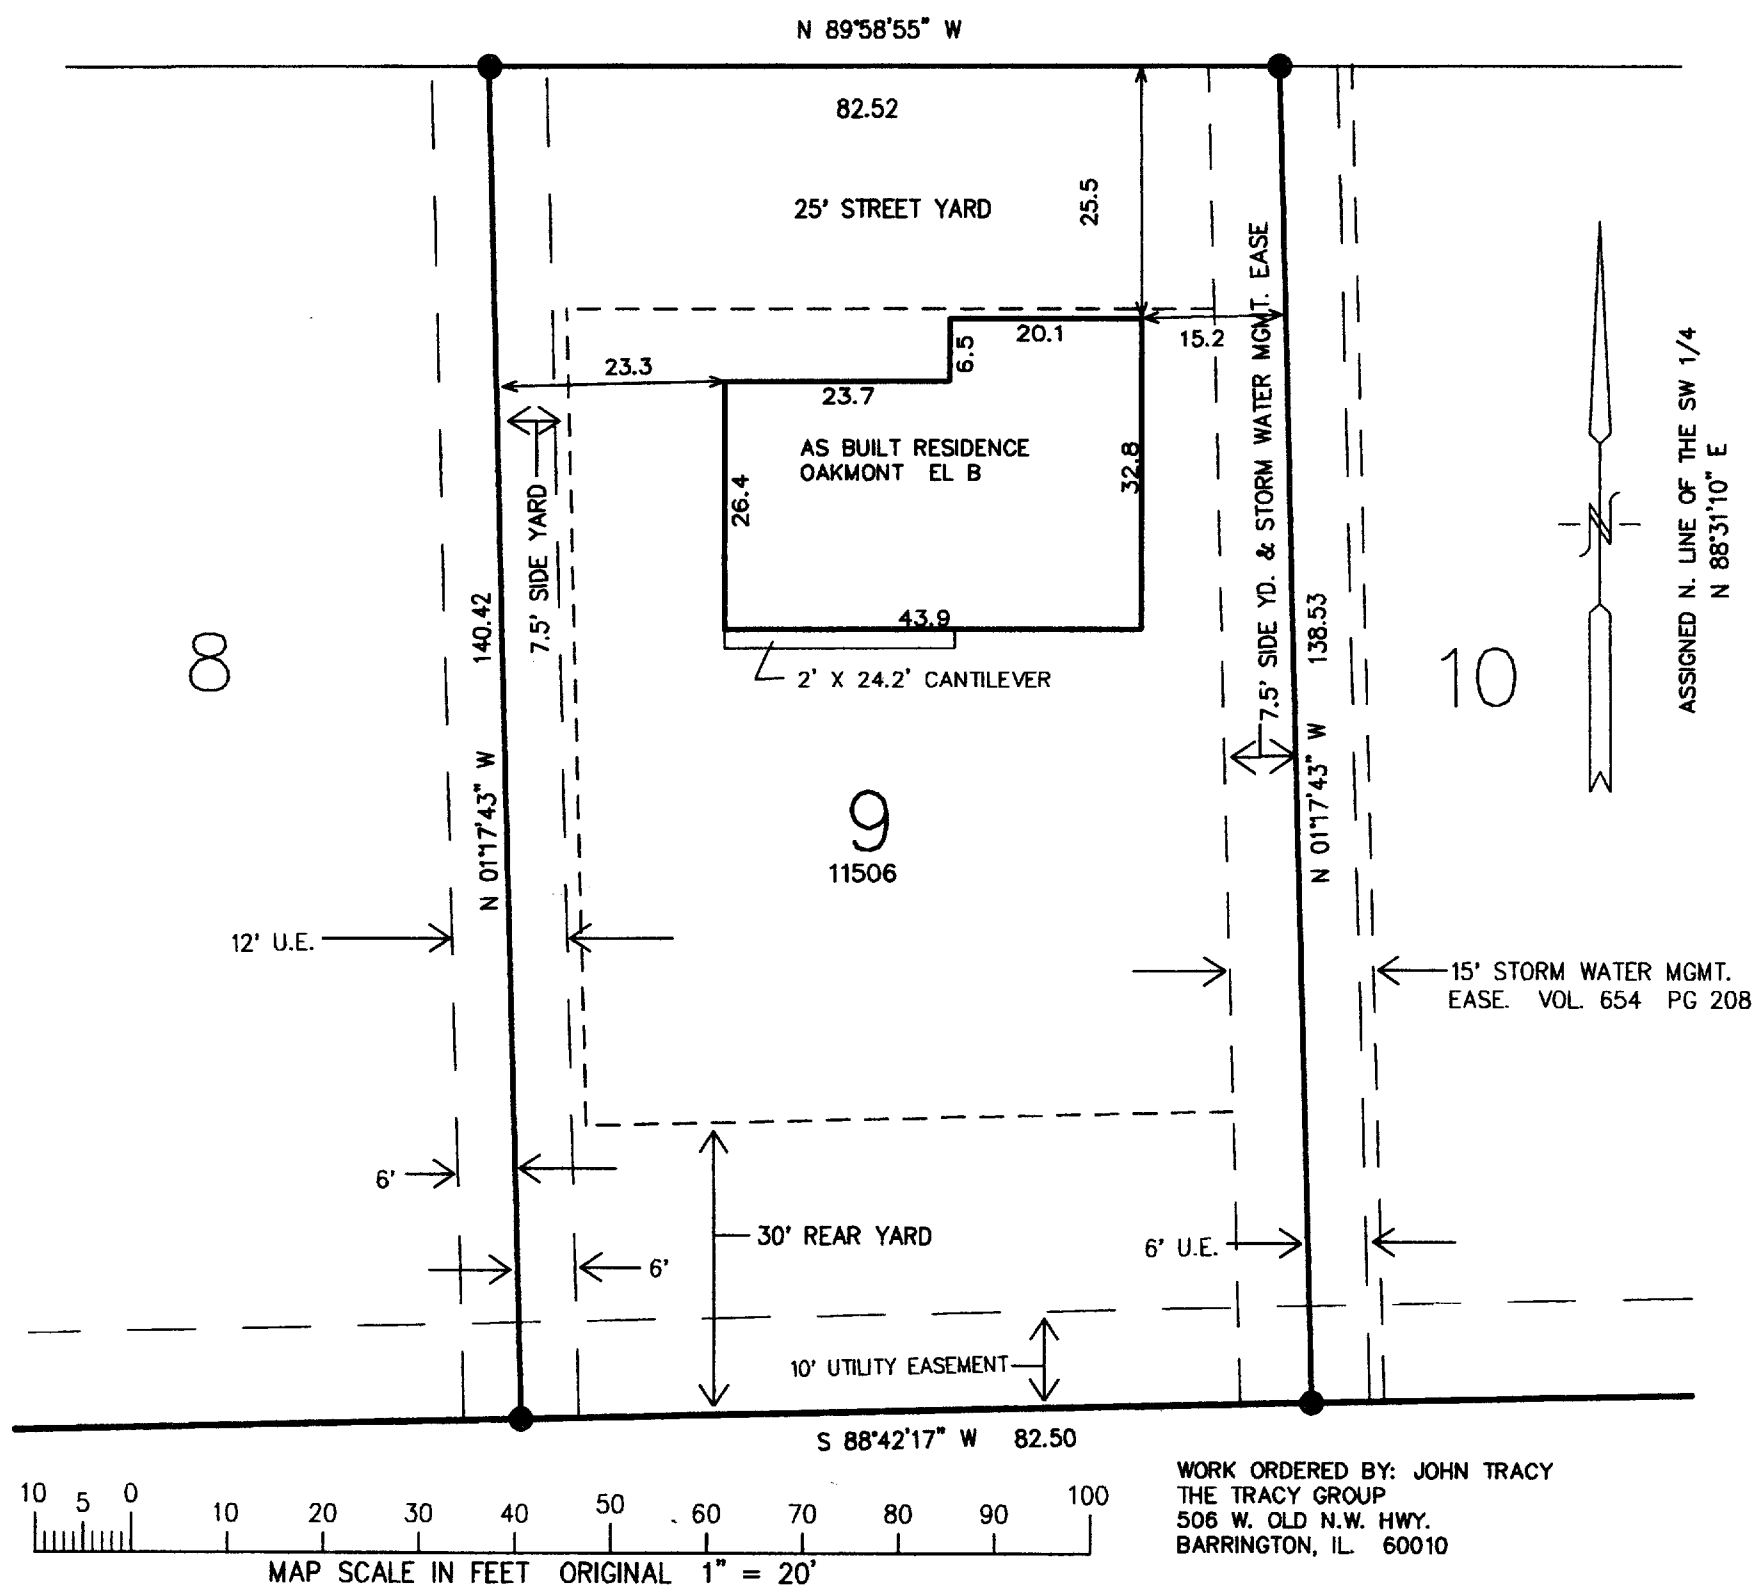 N 89°58'55" W
82.52
25' STREET YARD
25.5
20.1
6.5
15.2
23.3
23.7
AS BUILT RESIDENCE
OAKMONT EL B
26.4
32.8
43.9
2' X 24.2' CANTILEVER
7.5' SIDE YARD
7.5' SIDE YD. & STORM WATER MGMT. EASE
140.42
N 01°17'43" W
138.53
N 01°17'43" W
8
9
11506
10
ASSIGNED N. LINE OF THE SW 1/4
N 88°31'10" E
N
12' U.E.
15' STORM WATER MGMT.
EASE. VOL. 654 PG 208
6'
30' REAR YARD
6' U.E.
6'
10' UTILITY EASEMENT
S 88°42'17" W 82.50
10 5 0 10 20 30 40 50 60 70 80 90 100
MAP SCALE IN FEET ORIGINAL 1" = 20'
WORK ORDERED BY: JOHN TRACY
THE TRACY GROUP
506 W. OLD N.W. HWY.
BARRINGTON, IL. 60010